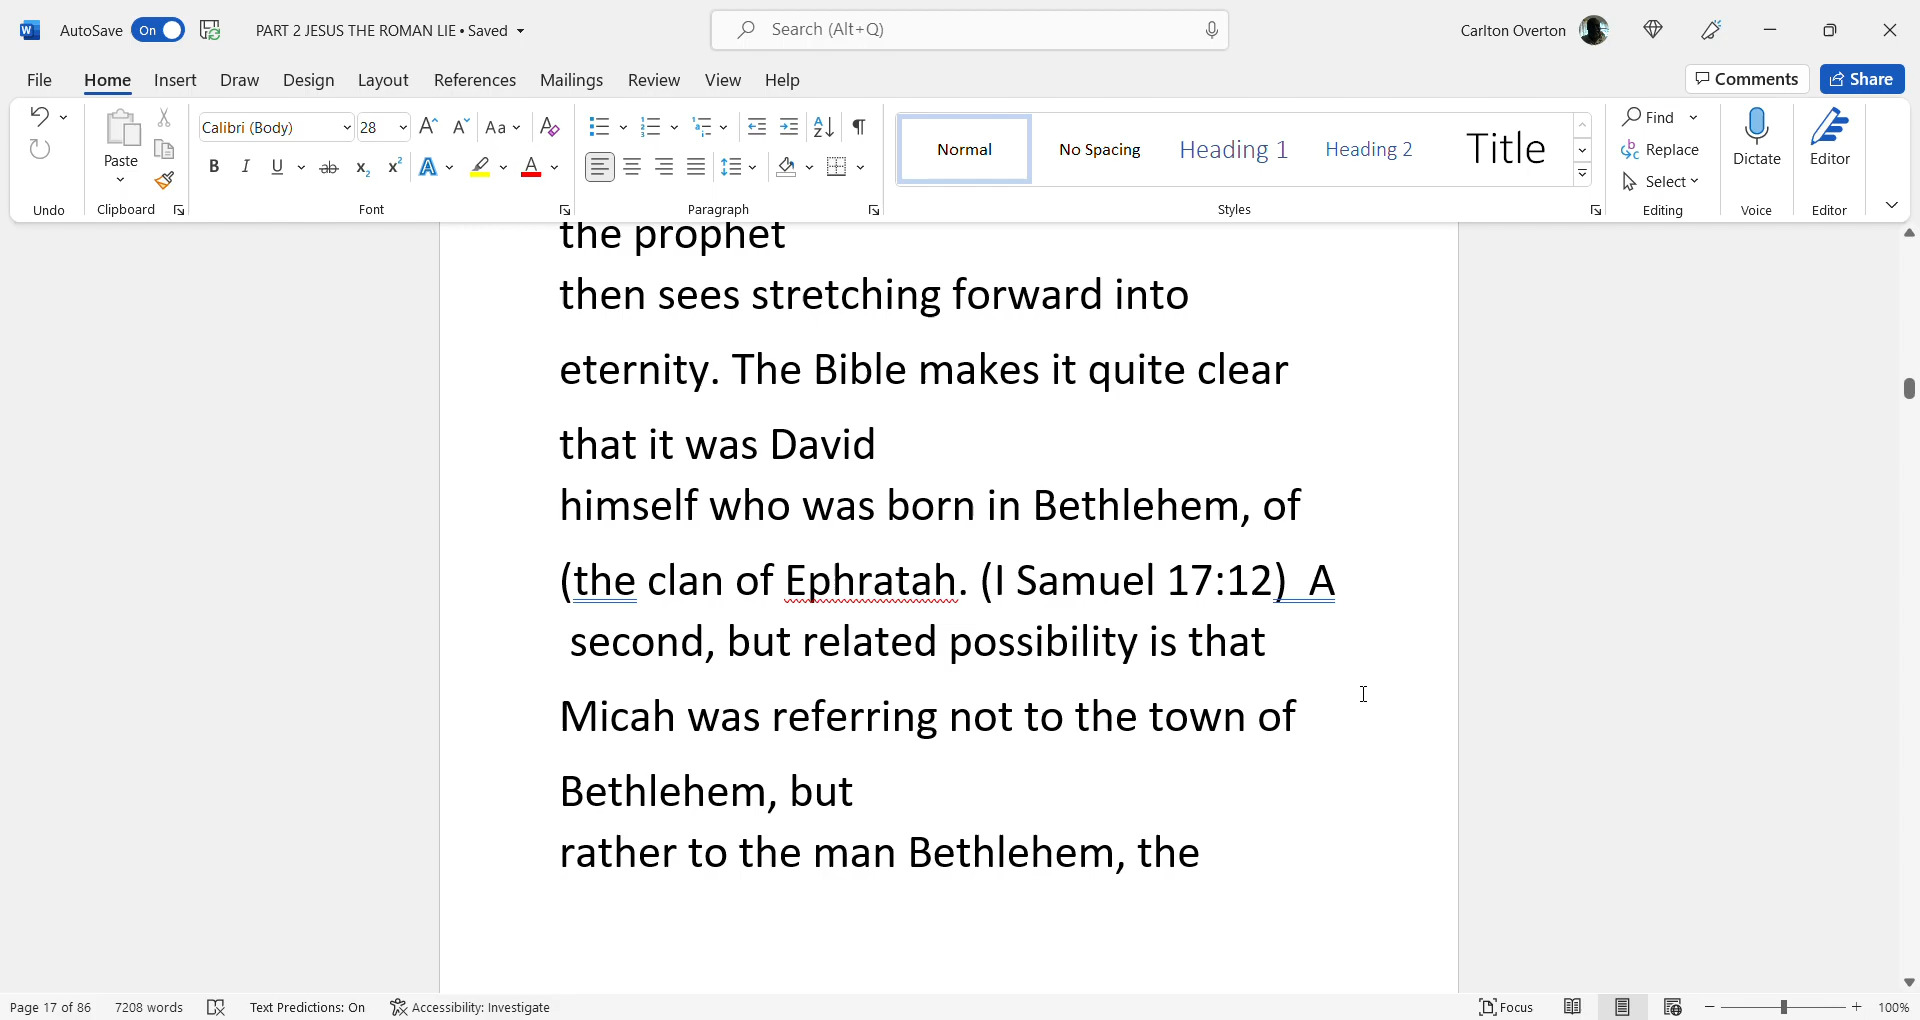 AutoSave On PART 2 JESUS THE ROMAN LIE • Saved Search (Alt+Q) Carlton Overton
File Home Insert Draw Design Layout References Mailings Review View Help Comments Share
Calibri (Body) 28 Aa
Paste
B I U ab x2 x2 A A
Normal No Spacing Heading 1 Heading 2 Title
Find
Replace
Select
Dictate
Editor
Undo Clipboard Font Paragraph Styles Editing Voice Editor
the prophet
then sees stretching forward into
eternity. The Bible makes it quite clear
that it was David
himself who was born in Bethlehem, of
(the clan of Ephratah. (I Samuel 17:12)  A
second, but related possibility is that
Micah was referring not to the town of
Bethlehem, but
rather to the man Bethlehem, the
Page 17 of 86 7208 words Text Predictions: On Accessibility: Investigate Focus 100%